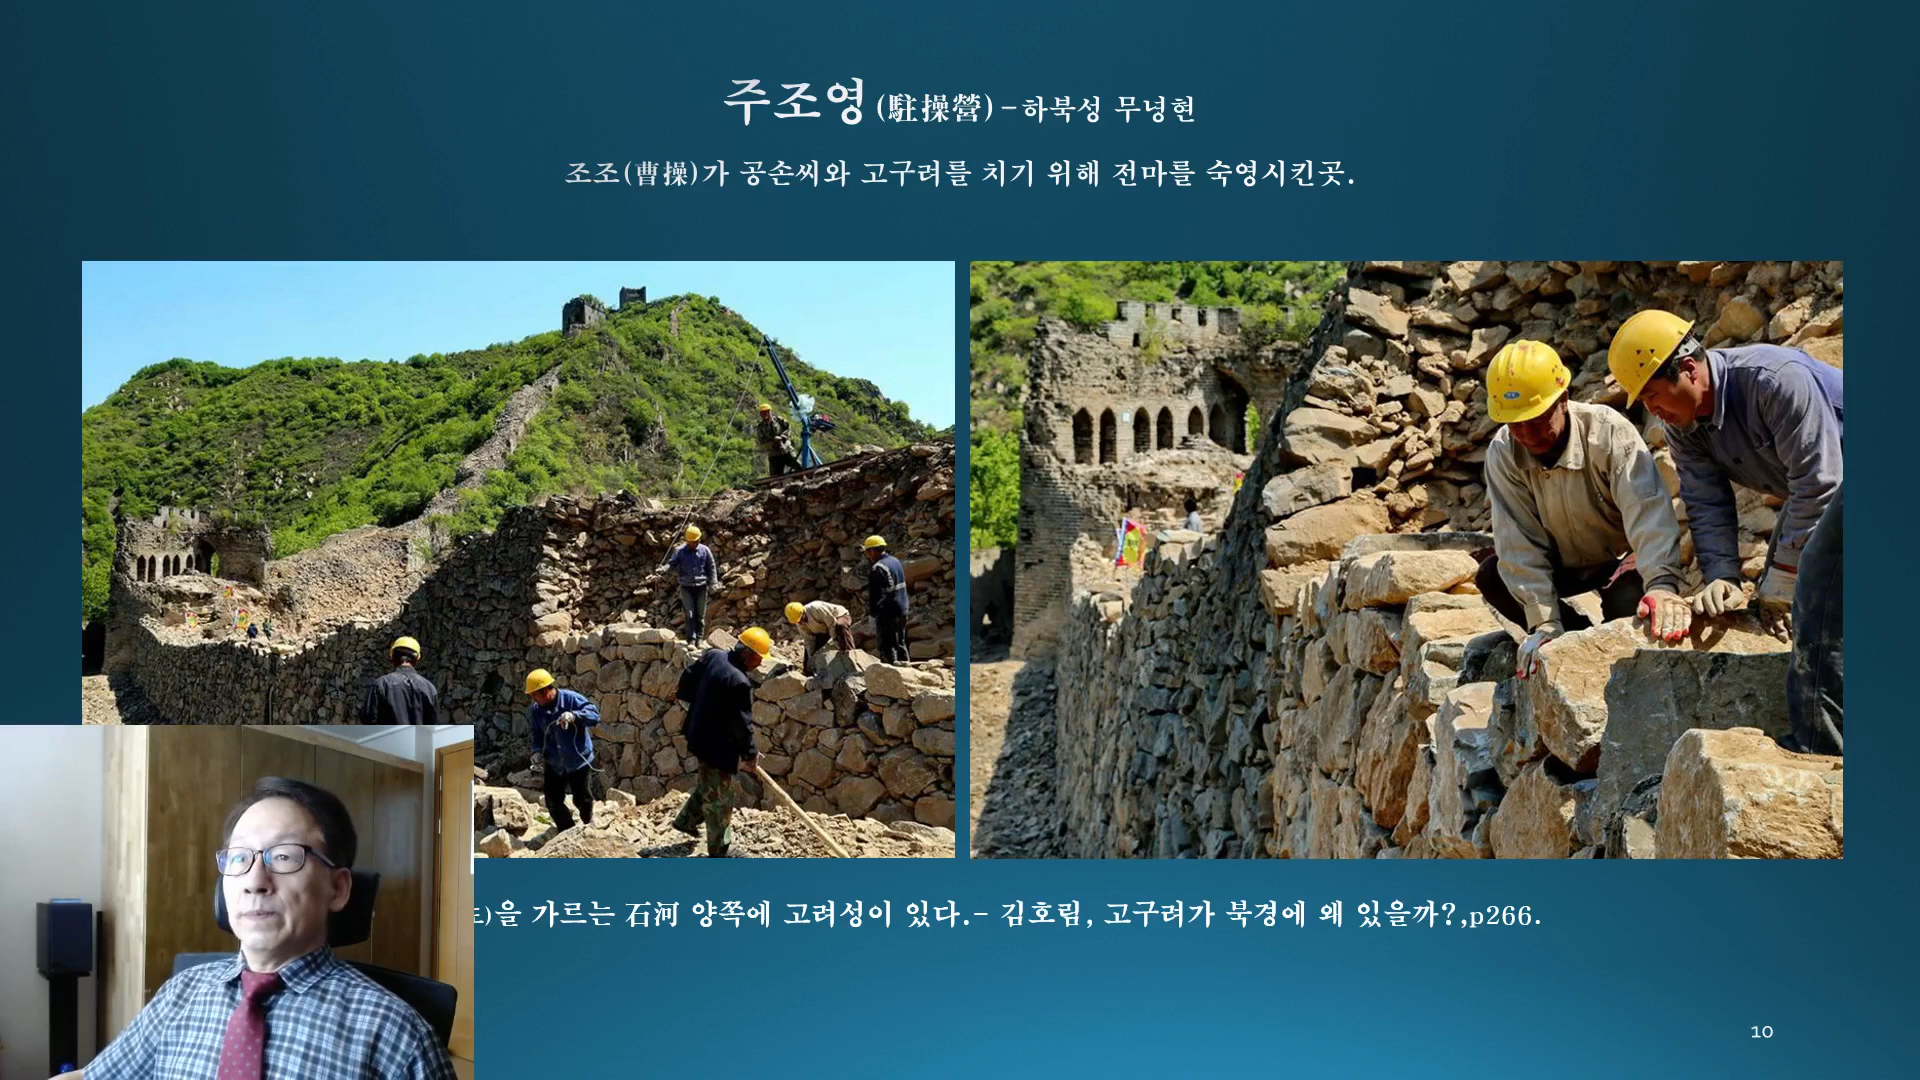 주조영(駐操營)-하북성 무녕현
조조(曹操)가 공손씨와 고구려를 치기 위해 전마를 숙영시킨곳.
)을 가르는 石河 양쪽에 고려성이 있다.- 김호림, 고구려가 북경에 왜 있을까?,p266.
10